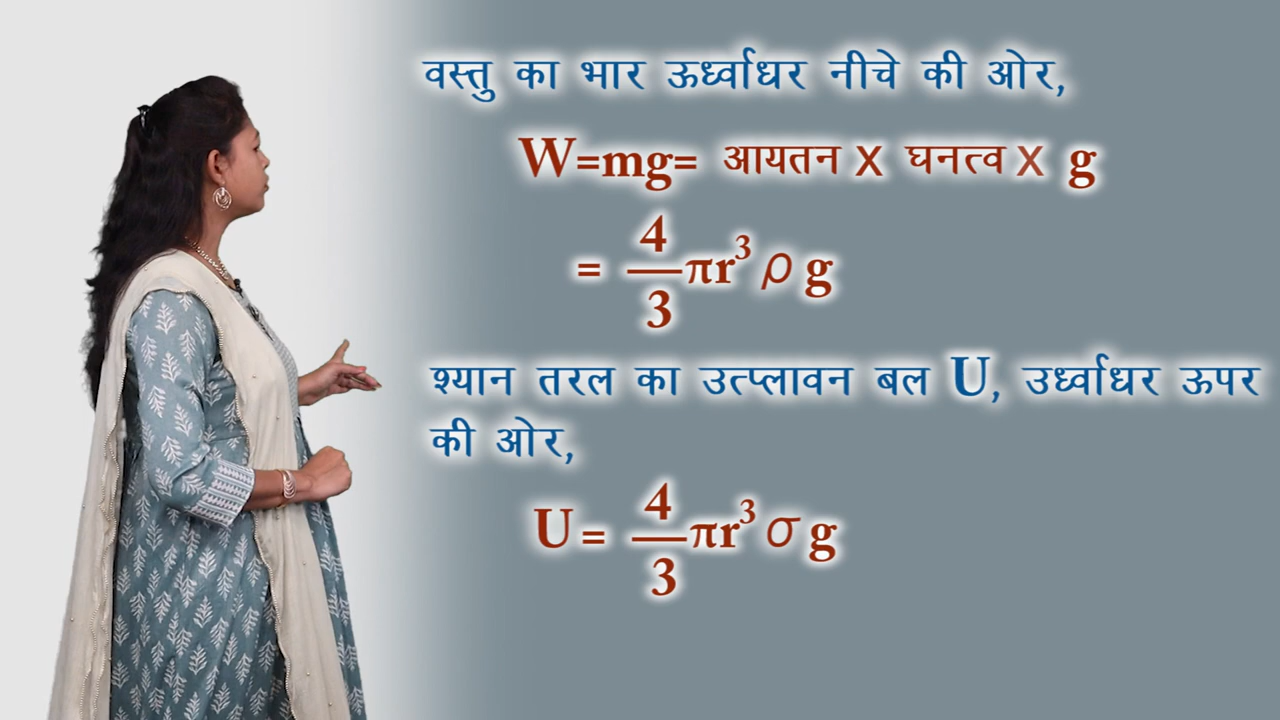 वस्तु का भार ऊर्ध्वाधर नीचे की ओर,
W=mg= आयतन X घनत्व X g
= 4/3 πr³ ρ g
श्यान तरल का उत्प्लावन बल U, उर्ध्वाधर ऊपर
की ओर,
U= 4/3 πr³ σ g